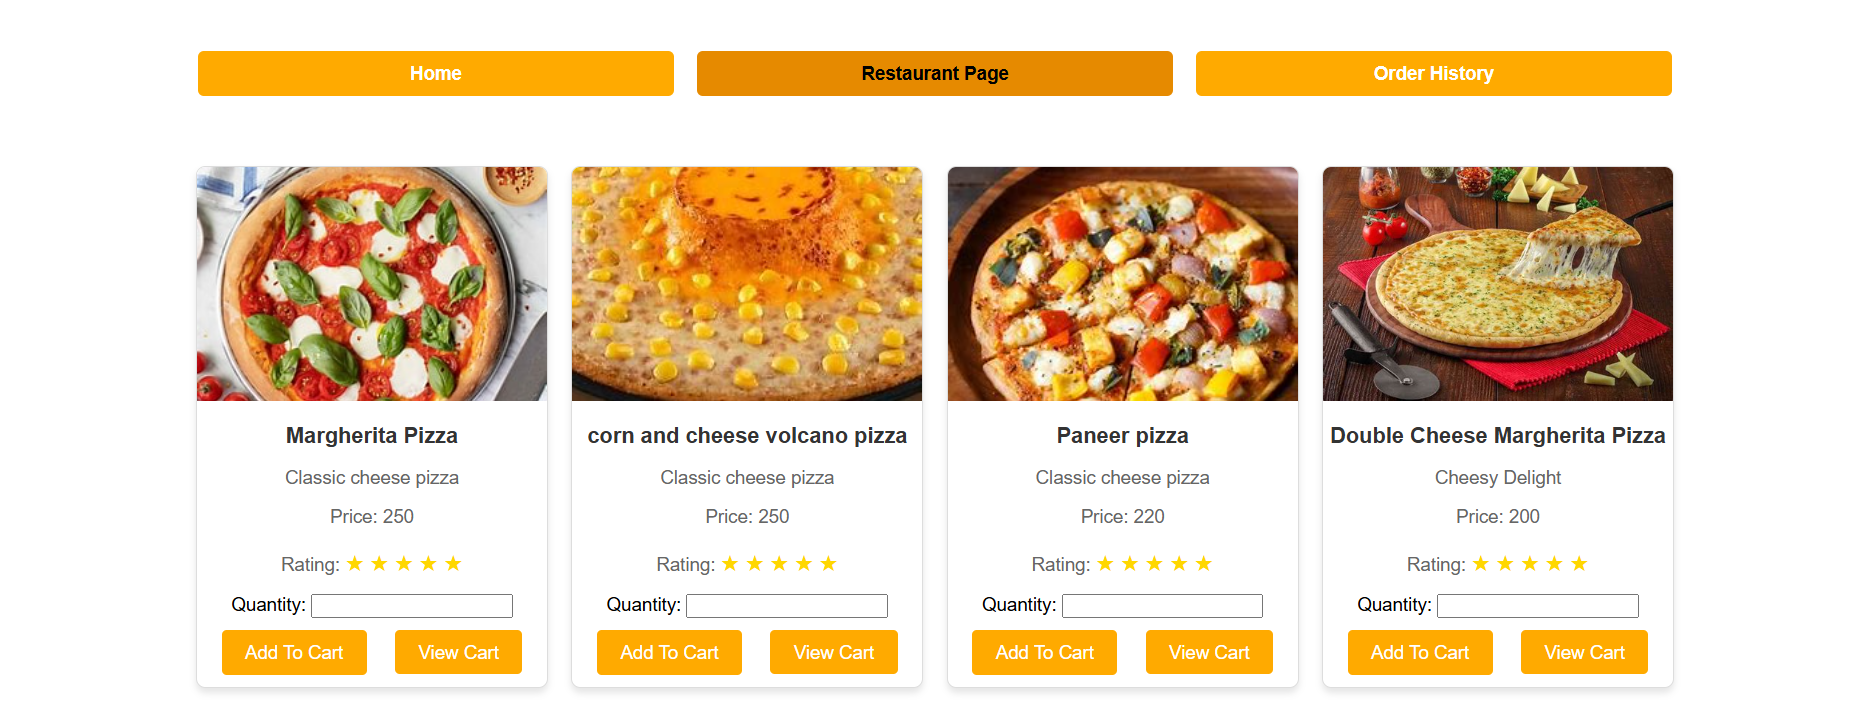 Home
Restaurant Page
Order History
Margherita Pizza
Classic cheese pizza
Price: 250
Rating: ★ ★ ★ ★ ★
Quantity:
Add To Cart
View Cart
corn and cheese volcano pizza
Classic cheese pizza
Price: 250
Rating: ★ ★ ★ ★ ★
Quantity:
Add To Cart
View Cart
Paneer pizza
Classic cheese pizza
Price: 220
Rating: ★ ★ ★ ★ ★
Quantity:
Add To Cart
View Cart
Double Cheese Margherita Pizza
Cheesy Delight
Price: 200
Rating: ★ ★ ★ ★ ★
Quantity:
Add To Cart
View Cart